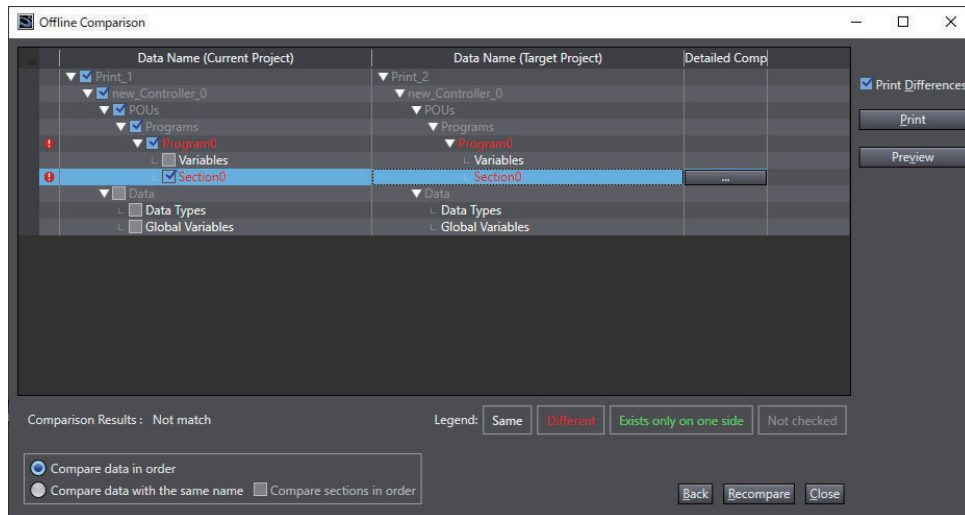 Offline Comparison
Data Name (Current Project) Data Name (Target Project) Detailed Comp
Print_1 Print_2
new_Controller_0 new_Controller_0
POUs POUs
Programs Programs
Program0 Program0
Variables Variables
Section0 Section0 ...
Data Data
Data Types Data Types
Global Variables Global Variables
Print Differences
Print
Preview
Comparison Results : Not match Legend: Same Different Exists only on one side Not checked
Compare data in order
Compare data with the same name Compare sections in order
Back Recompare Close